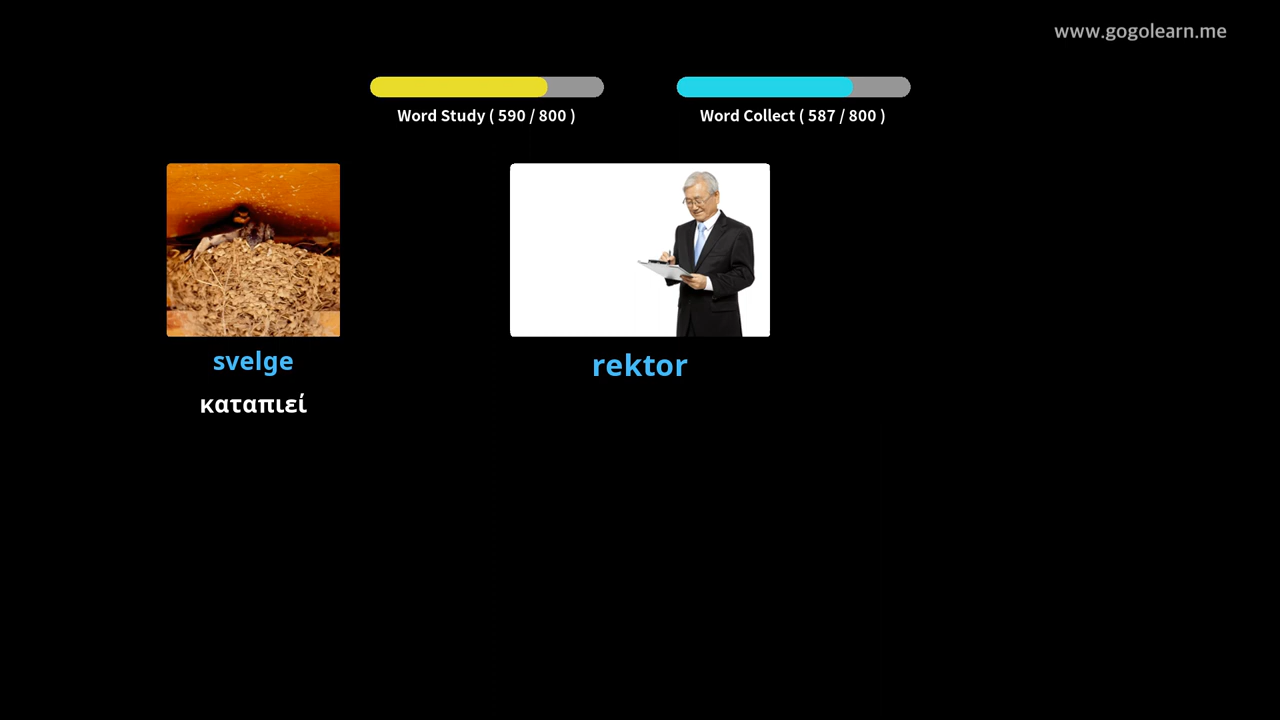 www.gogolearn.me
Word Study ( 590 / 800 )
Word Collect ( 587 / 800 )
svelge
καταπιεί
rektor